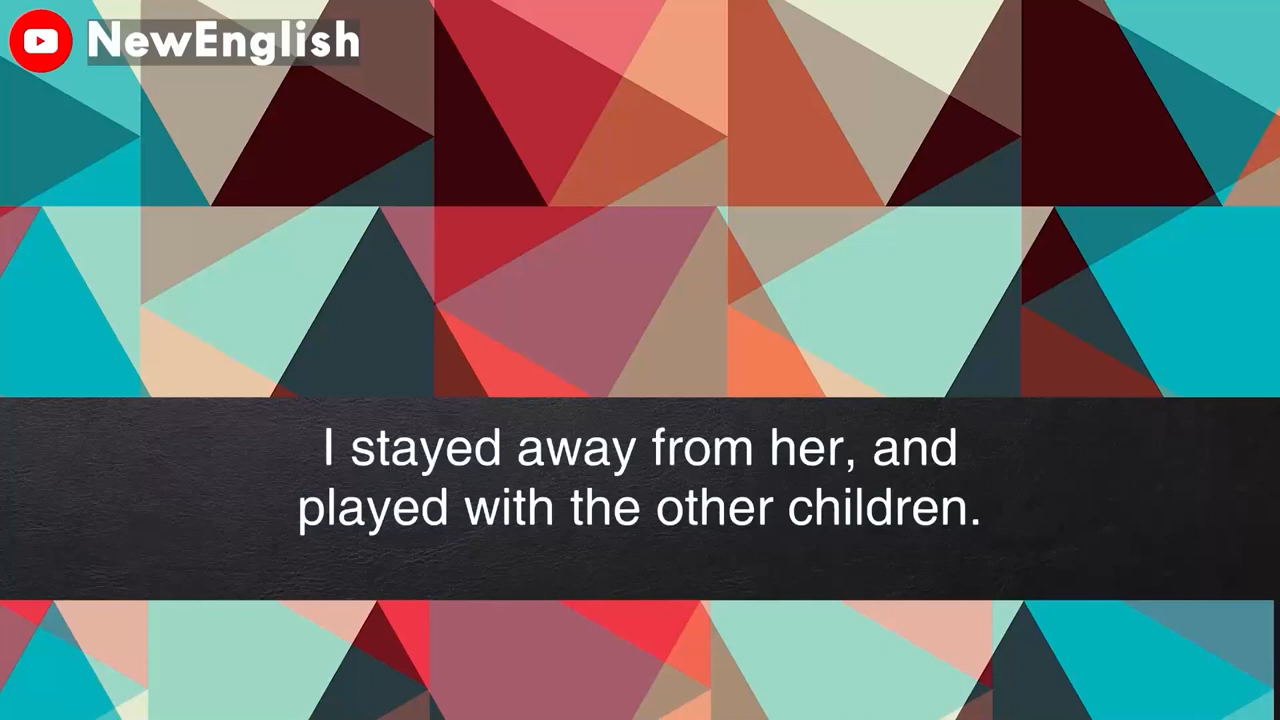 NewEnglish
I stayed away from her, and
played with the other children.